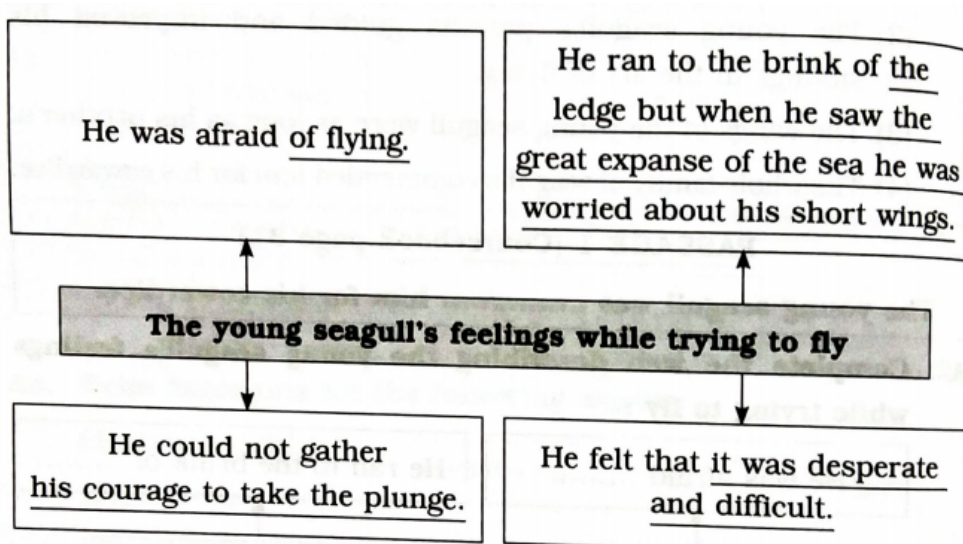 He was afraid of flying.
He ran to the brink of the
ledge but when he saw the
great expanse of the sea he was
worried about his short wings.
The young seagull's feelings while trying to fly
He could not gather
his courage to take the plunge.
He felt that it was desperate
and difficult.